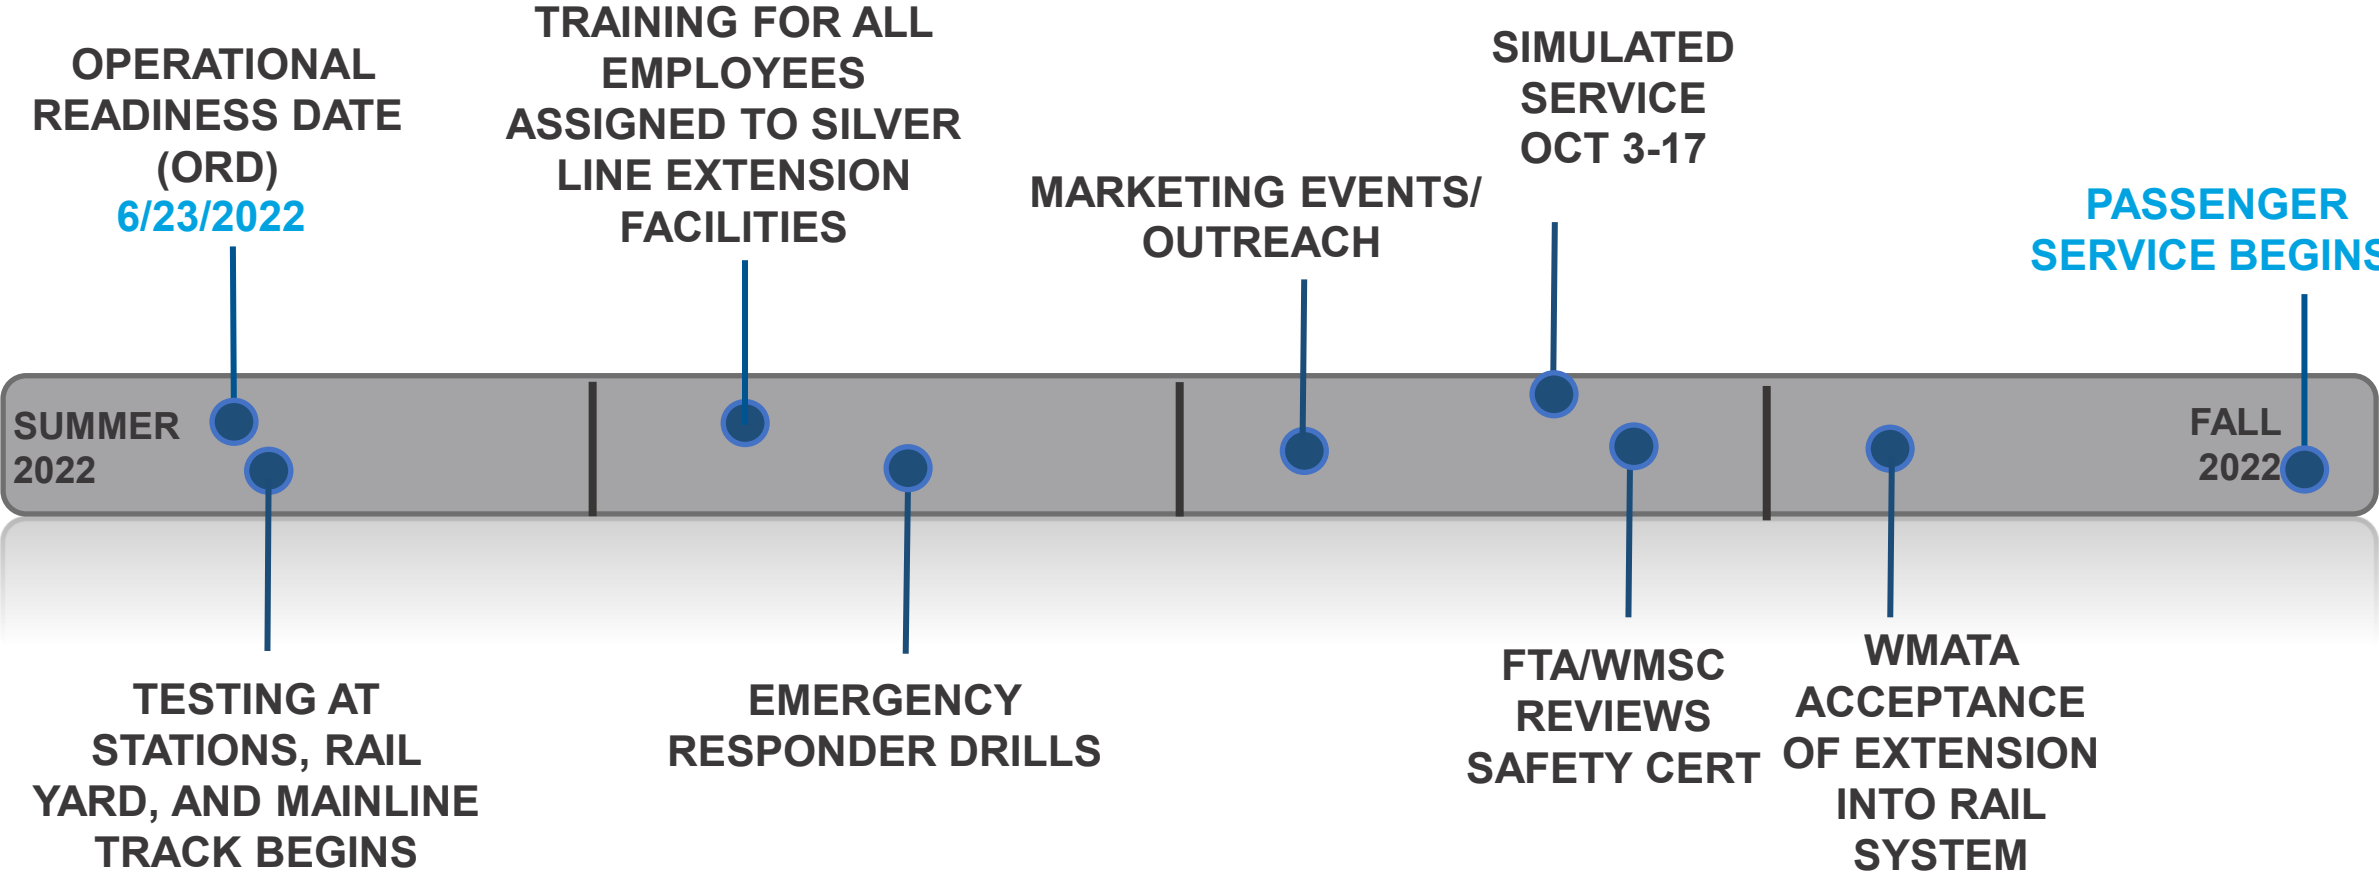 OPERATIONAL
READINESS DATE
(ORD)
6/23/2022
TRAINING FOR ALL
EMPLOYEES
ASSIGNED TO SILVER
LINE EXTENSION
FACILITIES
MARKETING EVENTS/
OUTREACH
SIMULATED
SERVICE
OCT 3-17
PASSENGER
SERVICE BEGINS
SUMMER
2022
FALL
2022
TESTING AT
STATIONS, RAIL
YARD, AND MAINLINE
TRACK BEGINS
EMERGENCY
RESPONDER DRILLS
FTA/WMSC
REVIEWS
SAFETY CERT
WMATA
ACCEPTANCE
OF EXTENSION
INTO RAIL
SYSTEM